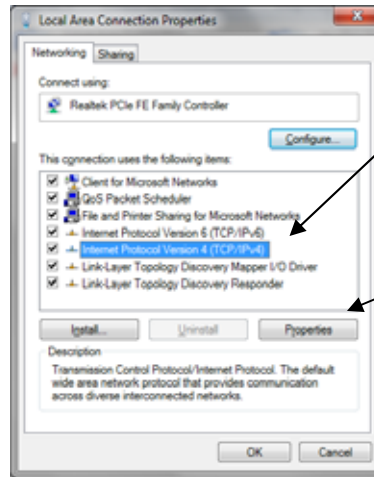 Local Area Connection Properties
Networking Sharing
Connect using:
Realtek PCIe FE Family Controller
Configure...
This connection uses the following items:
Client for Microsoft Networks
QoS Packet Scheduler
File and Printer Sharing for Microsoft Networks
Internet Protocol Version 6 (TCP/IPv6)
Internet Protocol Version 4 (TCP/IPv4)
Link-Layer Topology Discovery Mapper I/O Driver
Link-Layer Topology Discovery Responder
Install... Uninstall Properties
Description
Transmission Control Protocol/Internet Protocol. The default
wide area network protocol that provides communication
across diverse interconnected networks.
OK Cancel